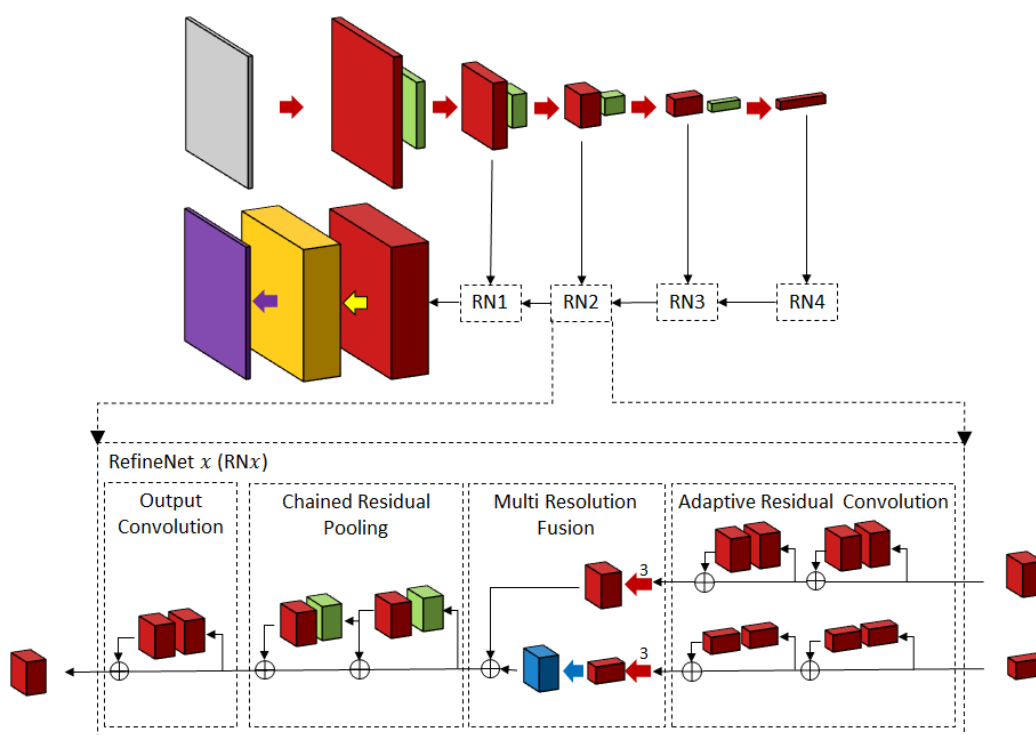 RN1
RN2
RN3
RN4
RefineNet x (RNx)
Output
Convolution
Chained Residual
Pooling
Multi Resolution
Fusion
Adaptive Residual Convolution
3
3